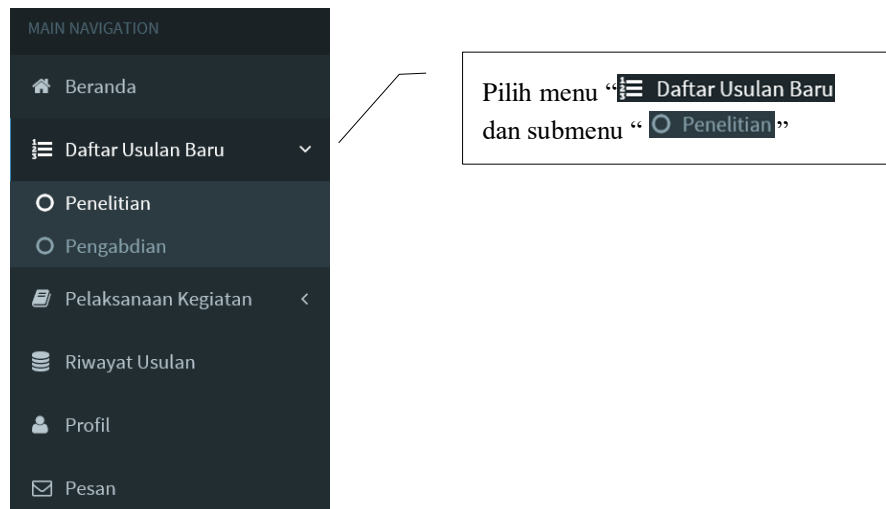 MAIN NAVIGATION
Beranda
Daftar Usulan Baru
Penelitian
Pengabdian
Pelaksanaan Kegiatan
Riwayat Usulan
Profil
Pesan
Pilih menu “ Daftar Usulan Baru
dan submenu “ Penelitian”